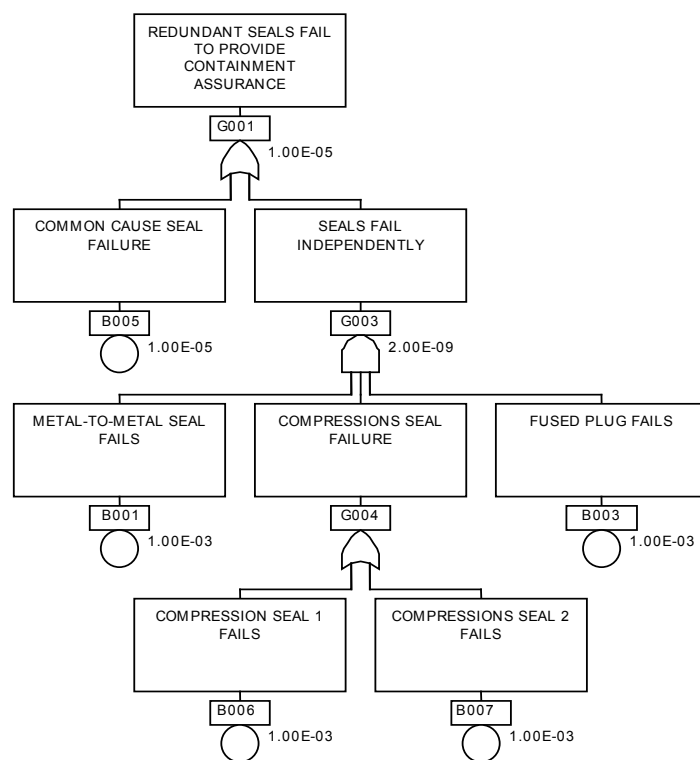 REDUNDANT SEALS FAIL
TO PROVIDE
CONTAINMENT
ASSURANCE
G001
1.00E-05
COMMON CAUSE SEAL
FAILURE
B005
1.00E-05
SEALS FAIL
INDEPENDENTLY
G003
2.00E-09
METAL-TO-METAL SEAL
FAILS
B001
1.00E-03
COMPRESSIONS SEAL
FAILURE
G004
FUSED PLUG FAILS
B003
1.00E-03
COMPRESSION SEAL 1
FAILS
B006
1.00E-03
COMPRESSIONS SEAL 2
FAILS
B007
1.00E-03